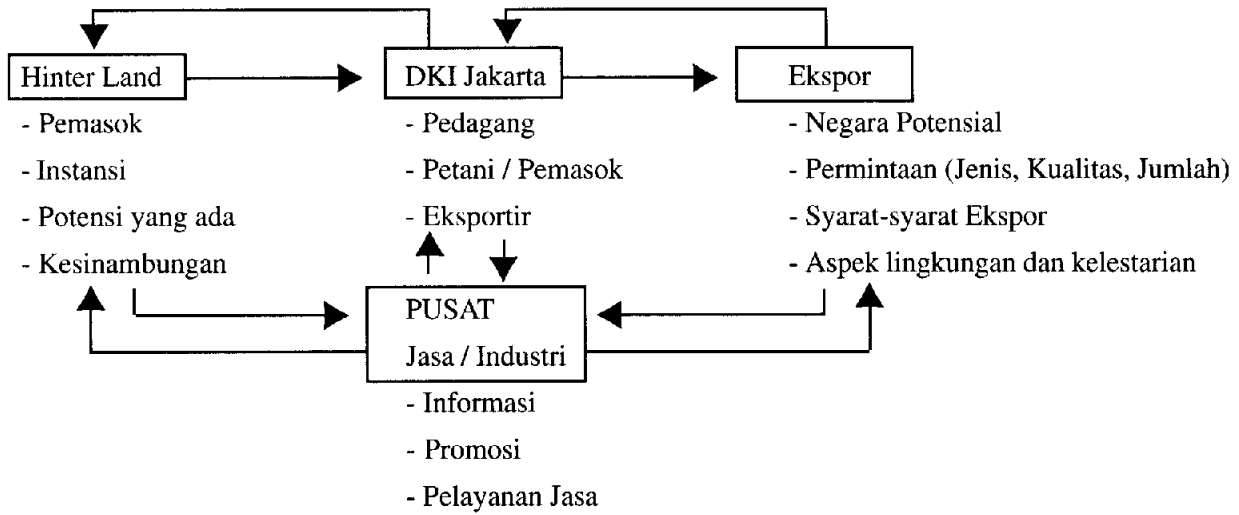 Hinter Land
- Pemasok
- Instansi
- Potensi yang ada
- Kesinambungan
DKI Jakarta
- Pedagang
- Petani / Pemasok
- Eksportir
Ekspor
- Negara Potensial
- Permintaan (Jenis, Kualitas, Jumlah)
- Syarat-syarat Ekspor
- Aspek lingkungan dan kelestarian
PUSAT
Jasa / Industri
- Informasi
- Promosi
- Pelayanan Jasa